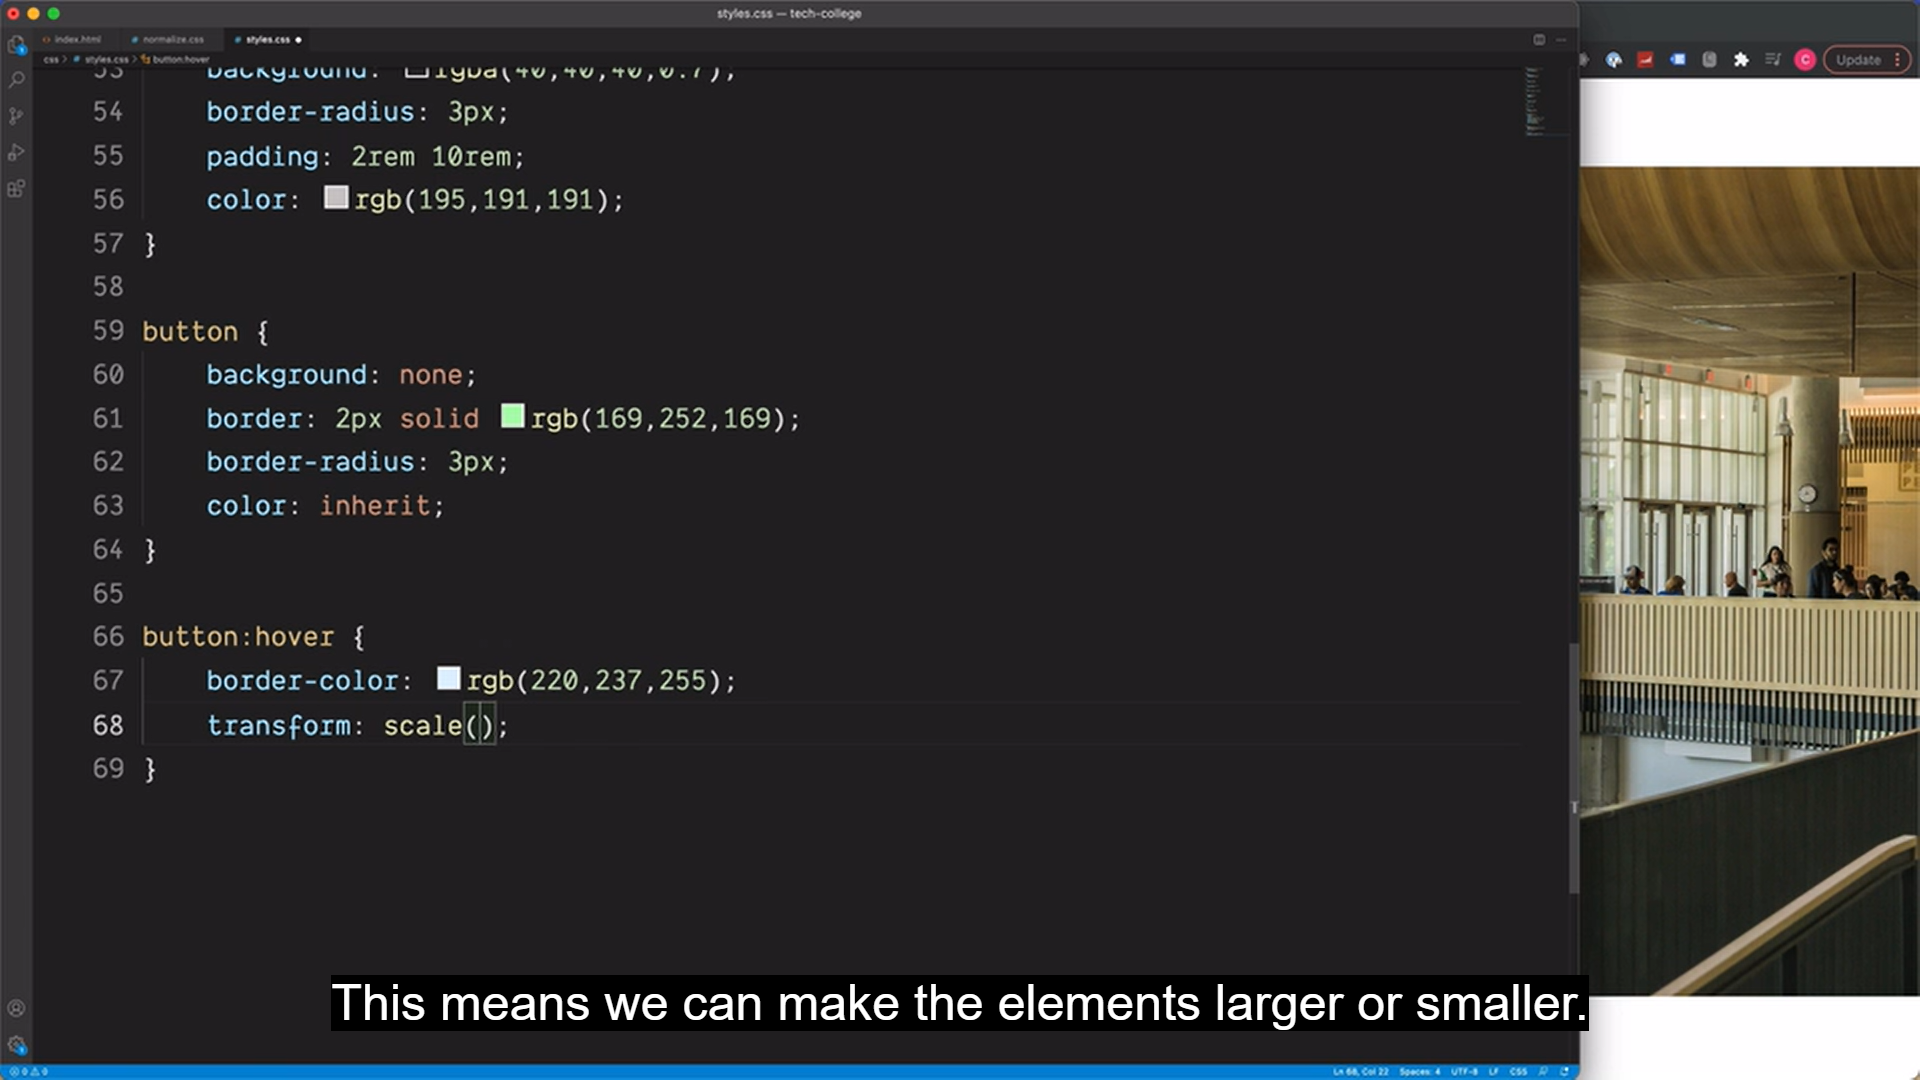 styles.css — tech-college
index.html normalize.css styles.css
css > styles.css > button:hover
Update
53 background: rgba(40,40,40,0.7);
54 border-radius: 3px;
55 padding: 2rem 10rem;
56 color: rgb(195,191,191);
57 }
58
59 button {
60 background: none;
61 border: 2px solid rgb(169,252,169);
62 border-radius: 3px;
63 color: inherit;
64 }
65
66 button:hover {
67 border-color: rgb(220,237,255);
68 transform: scale();
69 }
This means we can make the elements larger or smaller.
0 0 Ln 68, Col 22 Spaces: 4 UTF-8 LF CSS